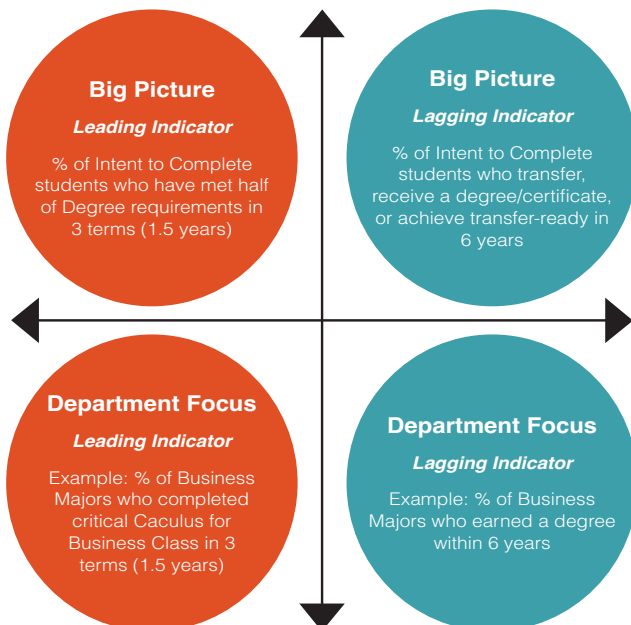 Big Picture
Leading Indicator
% of Intent to Complete
students who have met half
of Degree requirements in
3 terms (1.5 years)
Big Picture
Lagging Indicator
% of Intent to Complete
students who transfer,
receive a degree/certificate,
or achieve transfer-ready in
6 years
Department Focus
Leading Indicator
Example: % of Business
Majors who completed
critical Caculus for
Business Class in 3
terms (1.5 years)
Department Focus
Lagging Indicator
Example: % of Business
Majors who earned a degree
within 6 years